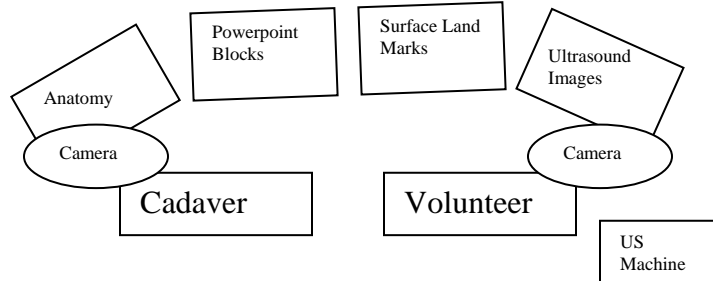 Powerpoint
Blocks
Surface Land
Marks
Anatomy
Ultrasound
Images
Camera
Camera
Cadaver
Volunteer
US
Machine